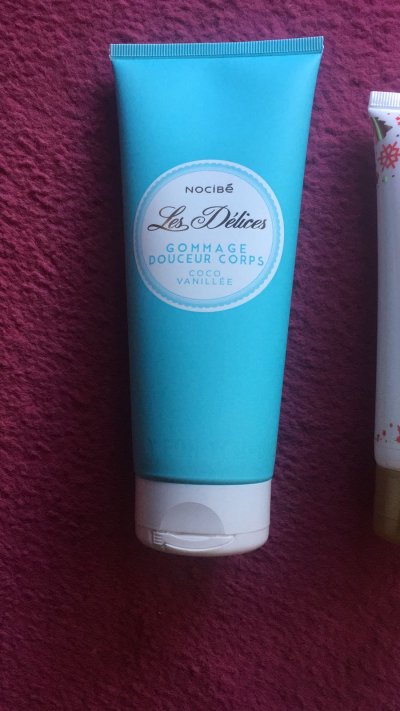 NOCIBÉ
Les Délices
GOMMAGE
DOUCEUR CORPS
COCO
VANILLÉE